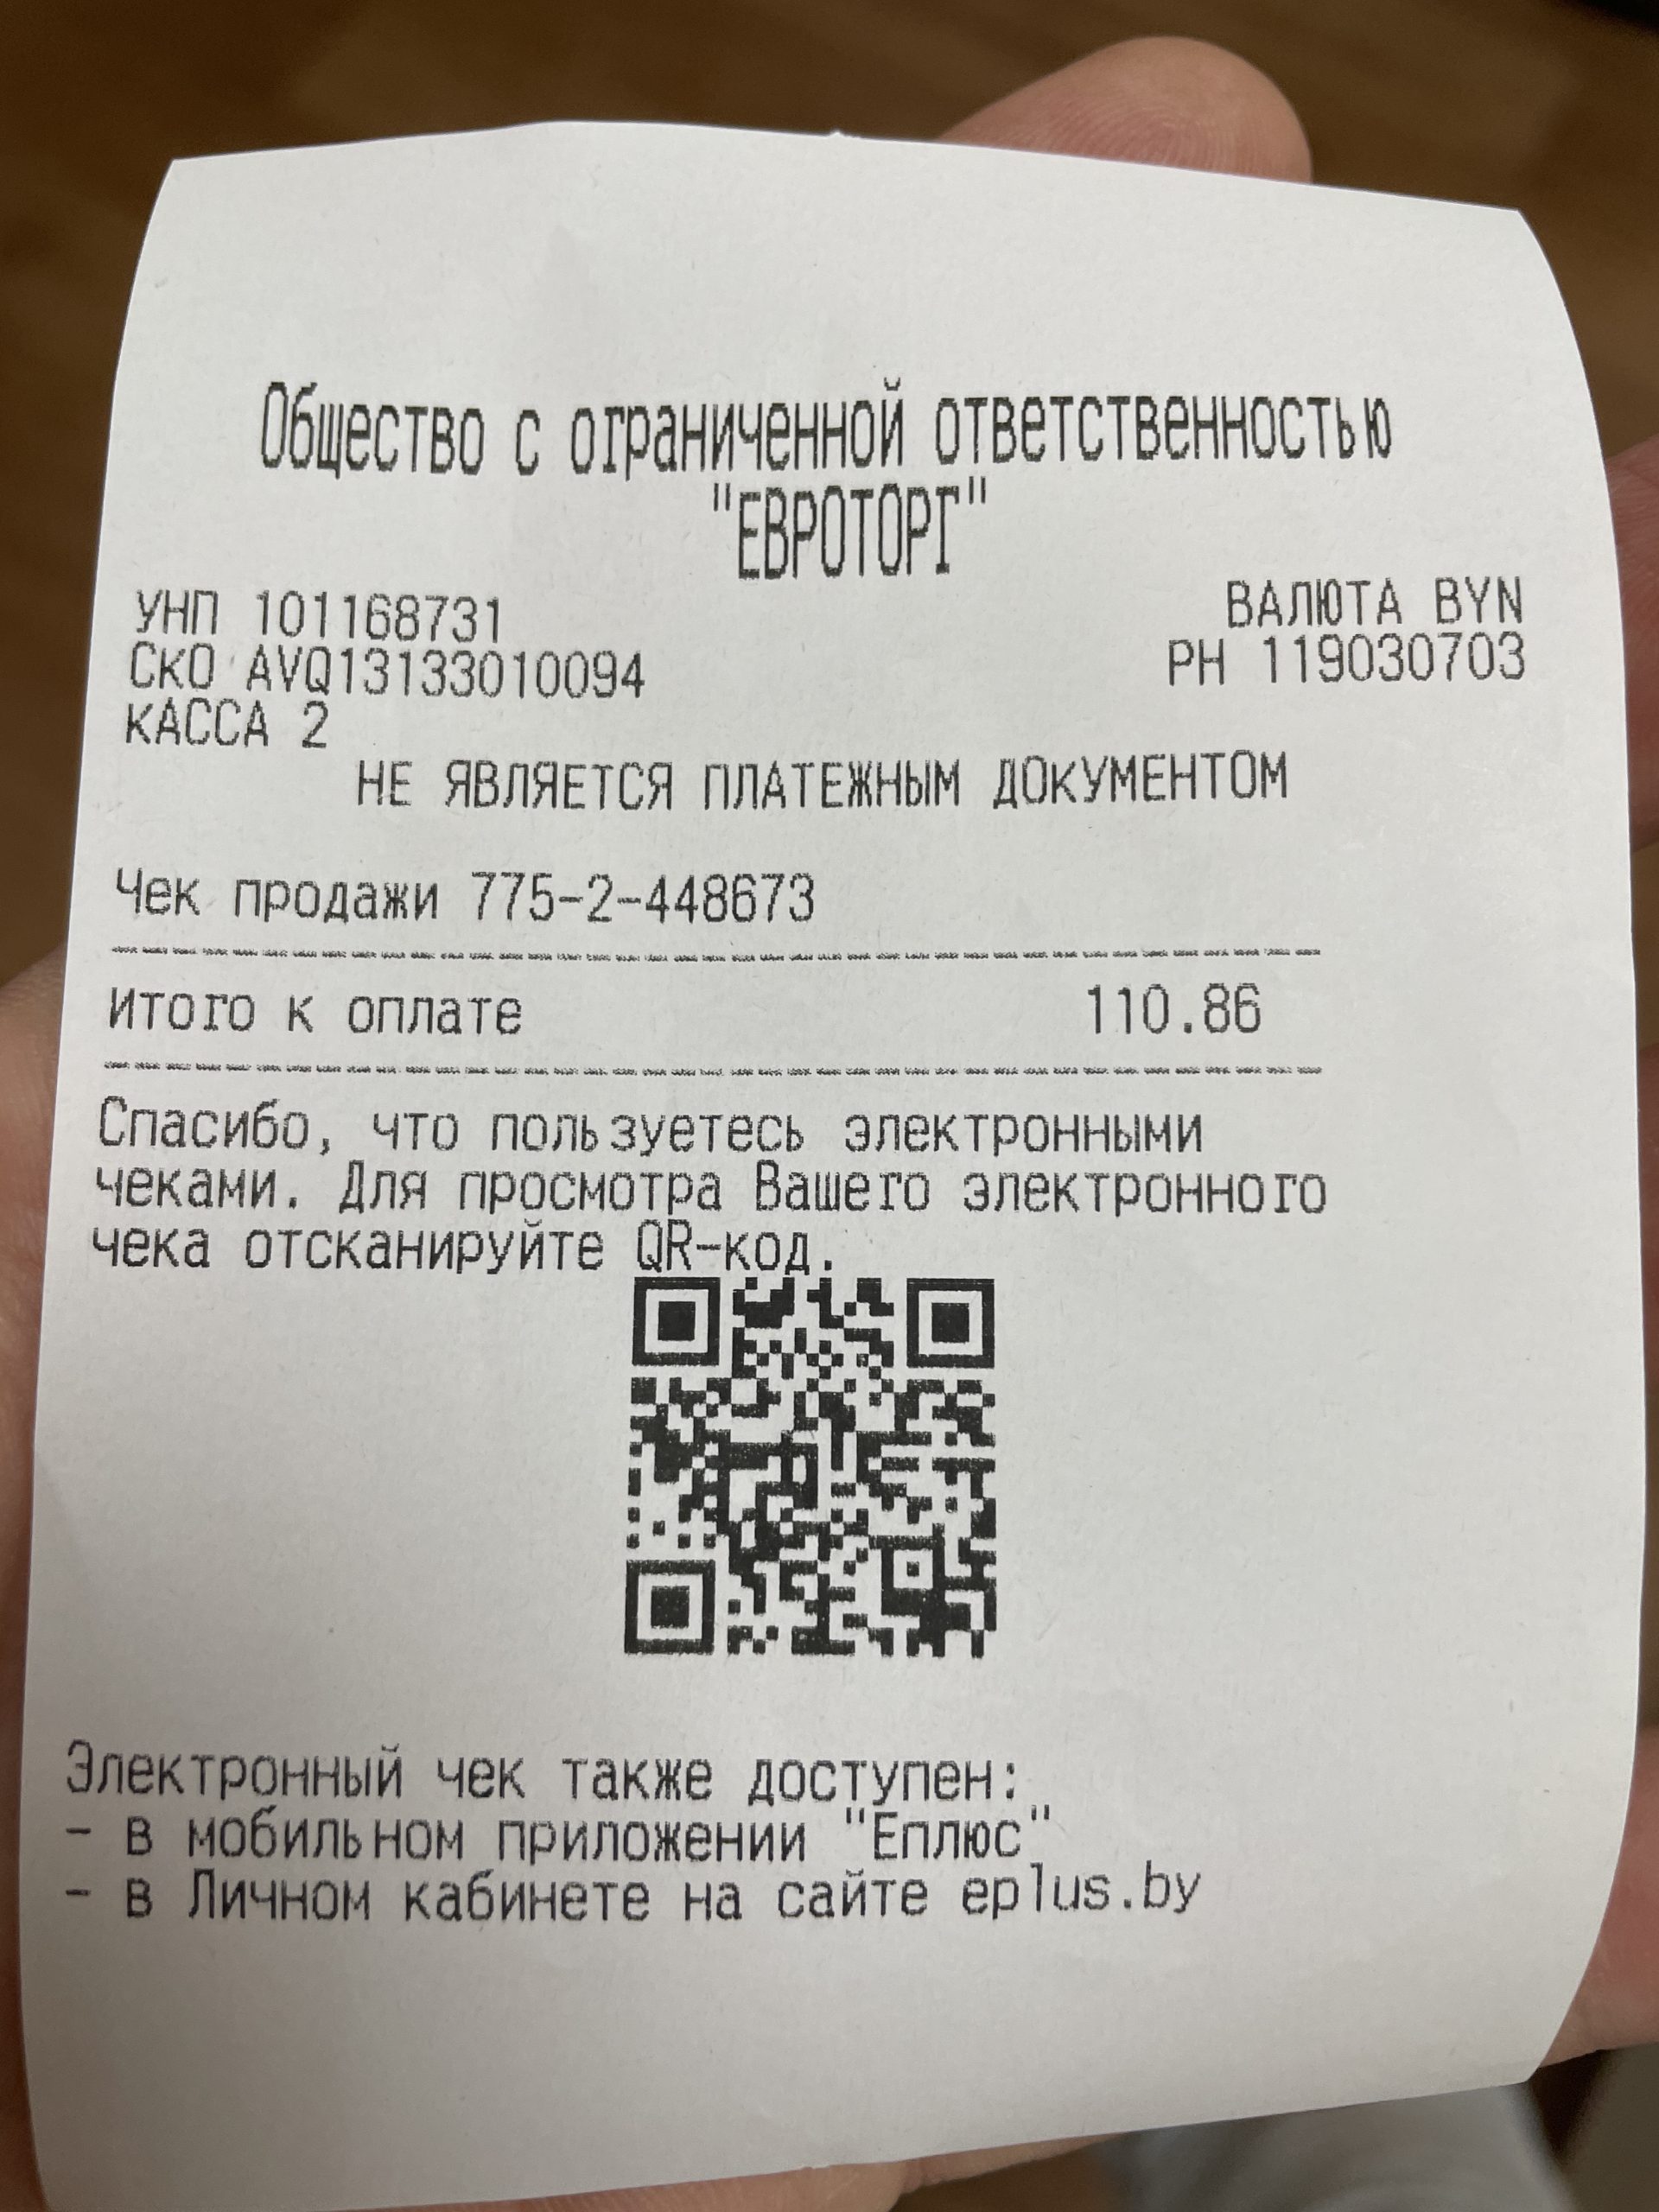 Общество с ограниченной ответственностью
"ЕВРОТОРГ"
УНП 101168731 ВАЛЮТА BYN
СКО AVQ13133010094 РН 119030703
КАССА 2
НЕ ЯВЛЯЕТСЯ ПЛАТЕЖНЫМ ДОКУМЕНТОМ
Чек продажи 775-2-448673
Итого к оплате 110.86
Спасибо, что пользуетесь электронными
чеками. Для просмотра Вашего электронного
чека отсканируйте QR-код.
Электронный чек также доступен:
- в мобильном приложении "Еплюс"
- в Личном кабинете на сайте eplus.by